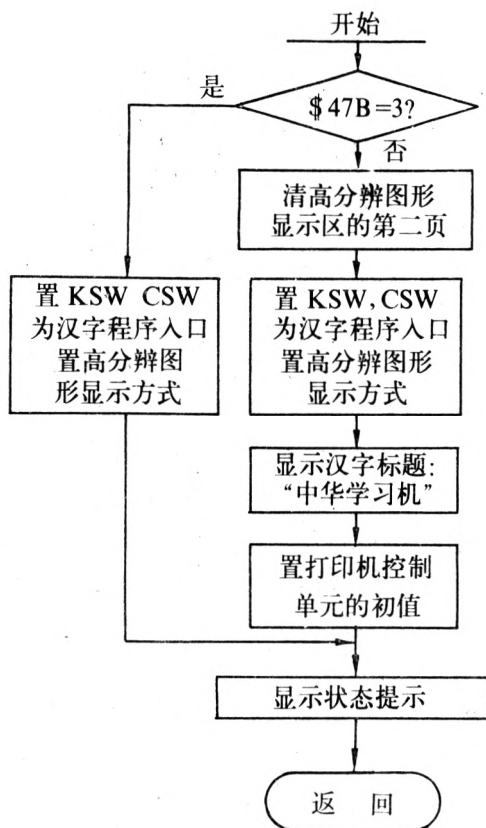 开始
$47B=3?
是
否
清高分辨图形
显示区的第二页
置 KSW CSW
为汉字程序入口
置高分辨图
形显示方式
置 KSW,CSW
为汉字程序入口
置高分辨图形
显示方式
显示汉字标题:
“中华学习机”
置打印机控制
单元的初值
显示状态提示
返 回